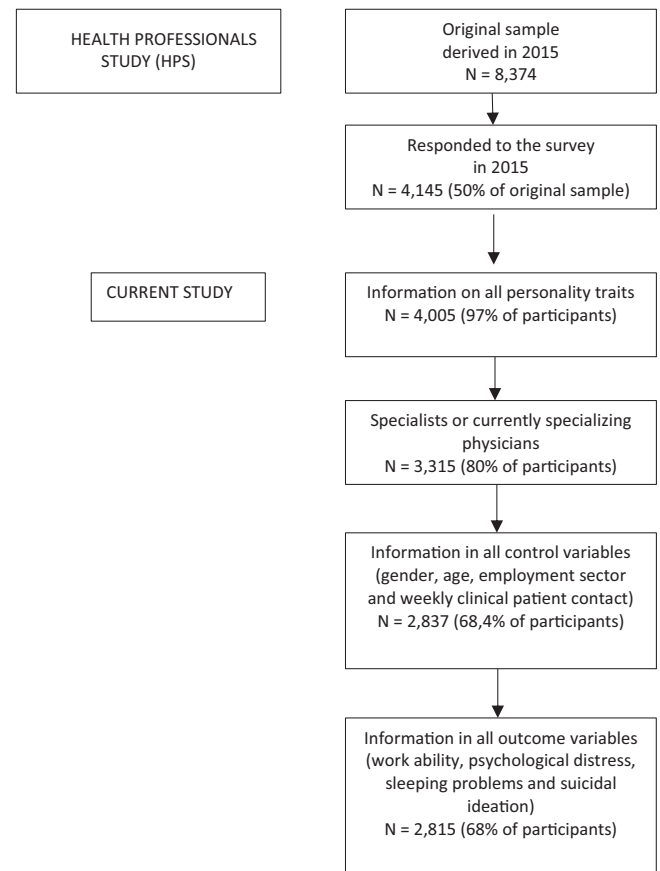 HEALTH PROFESSIONALS
STUDY (HPS)
Original sample
derived in 2015
N = 8,374
Responded to the survey
in 2015
N = 4,145 (50% of original sample)
CURRENT STUDY
Information on all personality traits
N = 4,005 (97% of participants)
Specialists or currently specializing
physicians
N = 3,315 (80% of participants)
Information in all control variables
(gender, age, employment sector
and weekly clinical patient contact)
N = 2,837 (68,4% of participants)
Information in all outcome variables
(work ability, psychological distress,
sleeping problems and suicidal
ideation)
N = 2,815 (68% of participants)